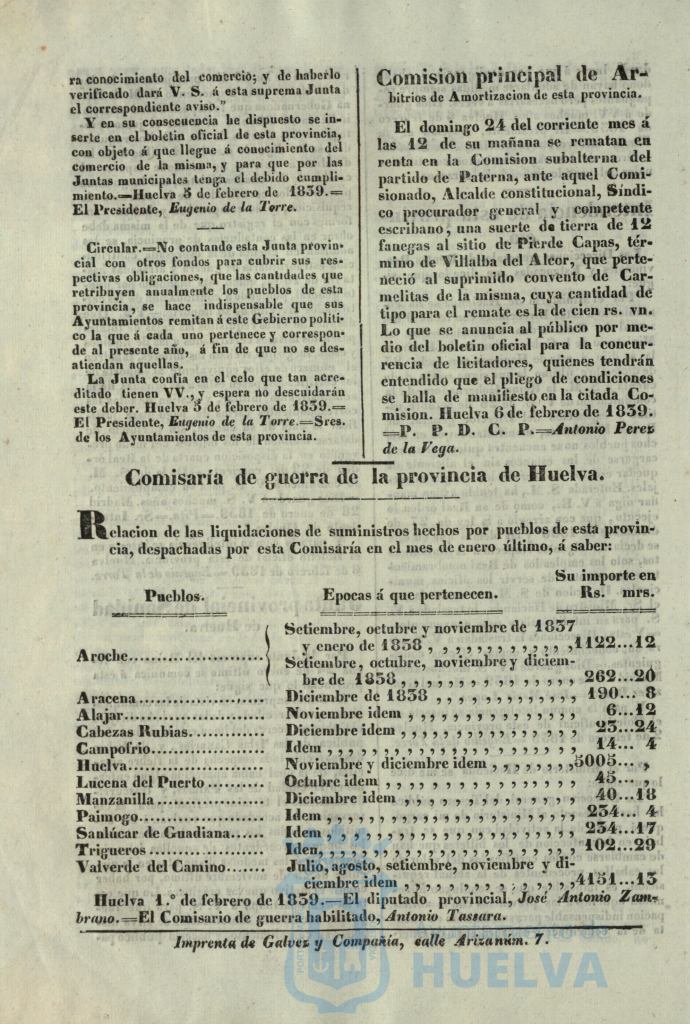 ra conocimiento del comercio; y de haberlo
verificado dará V. S. á esta suprema Junta
el correspondiente aviso."
Y en su consecuencia he dispuesto se in-
serte en el boletin oficial de esta provincia,
con objeto á que llegue á conocimiento del
comercio de la misma, y para que por las
Juntas municipales tenga el debido cumpli-
miento.=Huelva 5 de febrero de 1839.=
El Presidente, Eugenio de la Torre.
Circular.=No contando esta Junta provin-
cial con otros fondos para cubrir sus res-
pectivas obligaciones, que las cantidades que
retribuyen anualmente los pueblos de esta
provincia, se hace indispensable que sus
Ayuntamientos remitan á este Gobierno políti-
co la que á cada uno pertenece y correspon-
de al presente año, á fin de que no se des-
atiendan aquellas.
La Junta confia en el celo que tan acre-
ditado tienen VV., y espera no descuidarán
este deber. Huelva 5 de febrero de 1839.=
El Presidente, Eugenio de la Torre.=Sres.
de los Ayuntamientos de esta provincia.
Comision principal de Ar-
bitrios de Amortizacion de esta provincia.
El domingo 24 del corriente mes á
las 12 de su mañana se rematan en
renta en la Comision subalterna del
partido de Paterna, ante aquel Comi-
sionado, Alcalde constitucional, Síndi-
co procurador general y competente
escribano, una suerte de tierra de 12
fanegas al sitio de Pierde Capas, tér-
mino de Villalba del Alcor, que perte-
neció al suprimido convento de Car-
melitas de la misma, cuya cantidad de
tipo para el remate es la de cien rs. vn.
Lo que se anuncia al público por me-
dio del boletin oficial para la concur-
rencia de licitadores, quienes tendrán
entendido que el pliego de condiciones
se halla de manifiesto en la citada Co-
mision. Huelva 6 de febrero de 1839.
=P. P. D. C. P.=Antonio Perez
de la Vega.
Comisaría de guerra de la provincia de Huelva.
Relacion de las liquidaciones de suministros hechos por pueblos de esta provin-
cia, despachadas por esta Comisaría en el mes de enero último, á saber:
Su importe en
Pueblos. Epocas á que pertenecen. Rs. mrs.
Setiembre, octubre y noviembre de 1837
y enero de 1838 , , , , , , , , , , , ,1122...12
Aroche......................
Setiembre, octubre, noviembre y diciem-
bre de 1838 , , , , , , , , , , , , , , , 262...20
Aracena .................... Diciembre de 1838 , , , , , , , , , , , , 190... 8
Alajar...................... Noviembre idem , , , , , , , , , , , , , , 6...12
Cabezas Rubias............ Diciembre idem , , , , , , , , , , , , , , 23...24
Campofrio.................. Idem , , , , , , , , , , , , , , , , , , , 14... 4
Huelva...................... Noviembre y diciembre idem , , , , , , , ,5005... ,
Lucena del Puerto .......... Octubre idem , , , , , , , , , , , , , , , 45... ,
Manzanilla .................. Diciembre idem , , , , , , , , , , , , , , 40...18
Paimogo .................... Idem , , , , , , , , , , , , , , , , , , , 234... 4
Sanlúcar de Guadiana...... Idem , , , , , , , , , , , , , , , , , , , 234...17
Trigueros .................. Iden, , , , , , , , , , , , , , , , , , , , 102...29
Valverde del Camino....... Julio, agosto, setiembre, noviembre y di-
ciembre idem , , , , , , , , , , , , , ,4151...13
Huelva 1.º de febrero de 1839.—El diputado provincial, José Antonio Zam-
brano.=El Comisario de guerra habilitado, Antonio Tassara.
Imprenta de Galvez y Compañía, calle Arizanúm. 7.
HUELVA